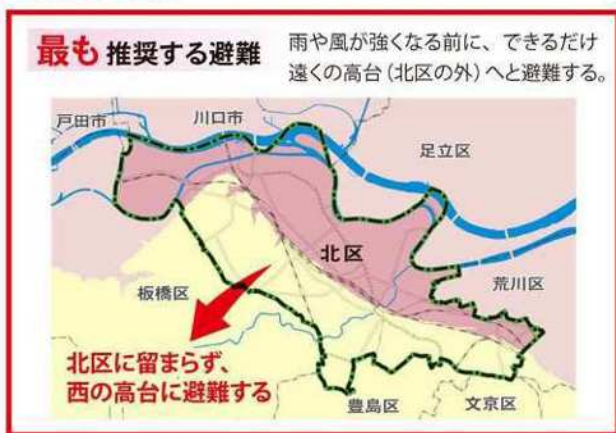 最も 推奨する避難
雨や風が強くなる前に、できるだけ
遠くの高台（北区の外）へと避難する。
戸田市
川口市
足立区
北区
荒川区
板橋区
北区に留まらず、
西の高台に避難する
豊島区
文京区